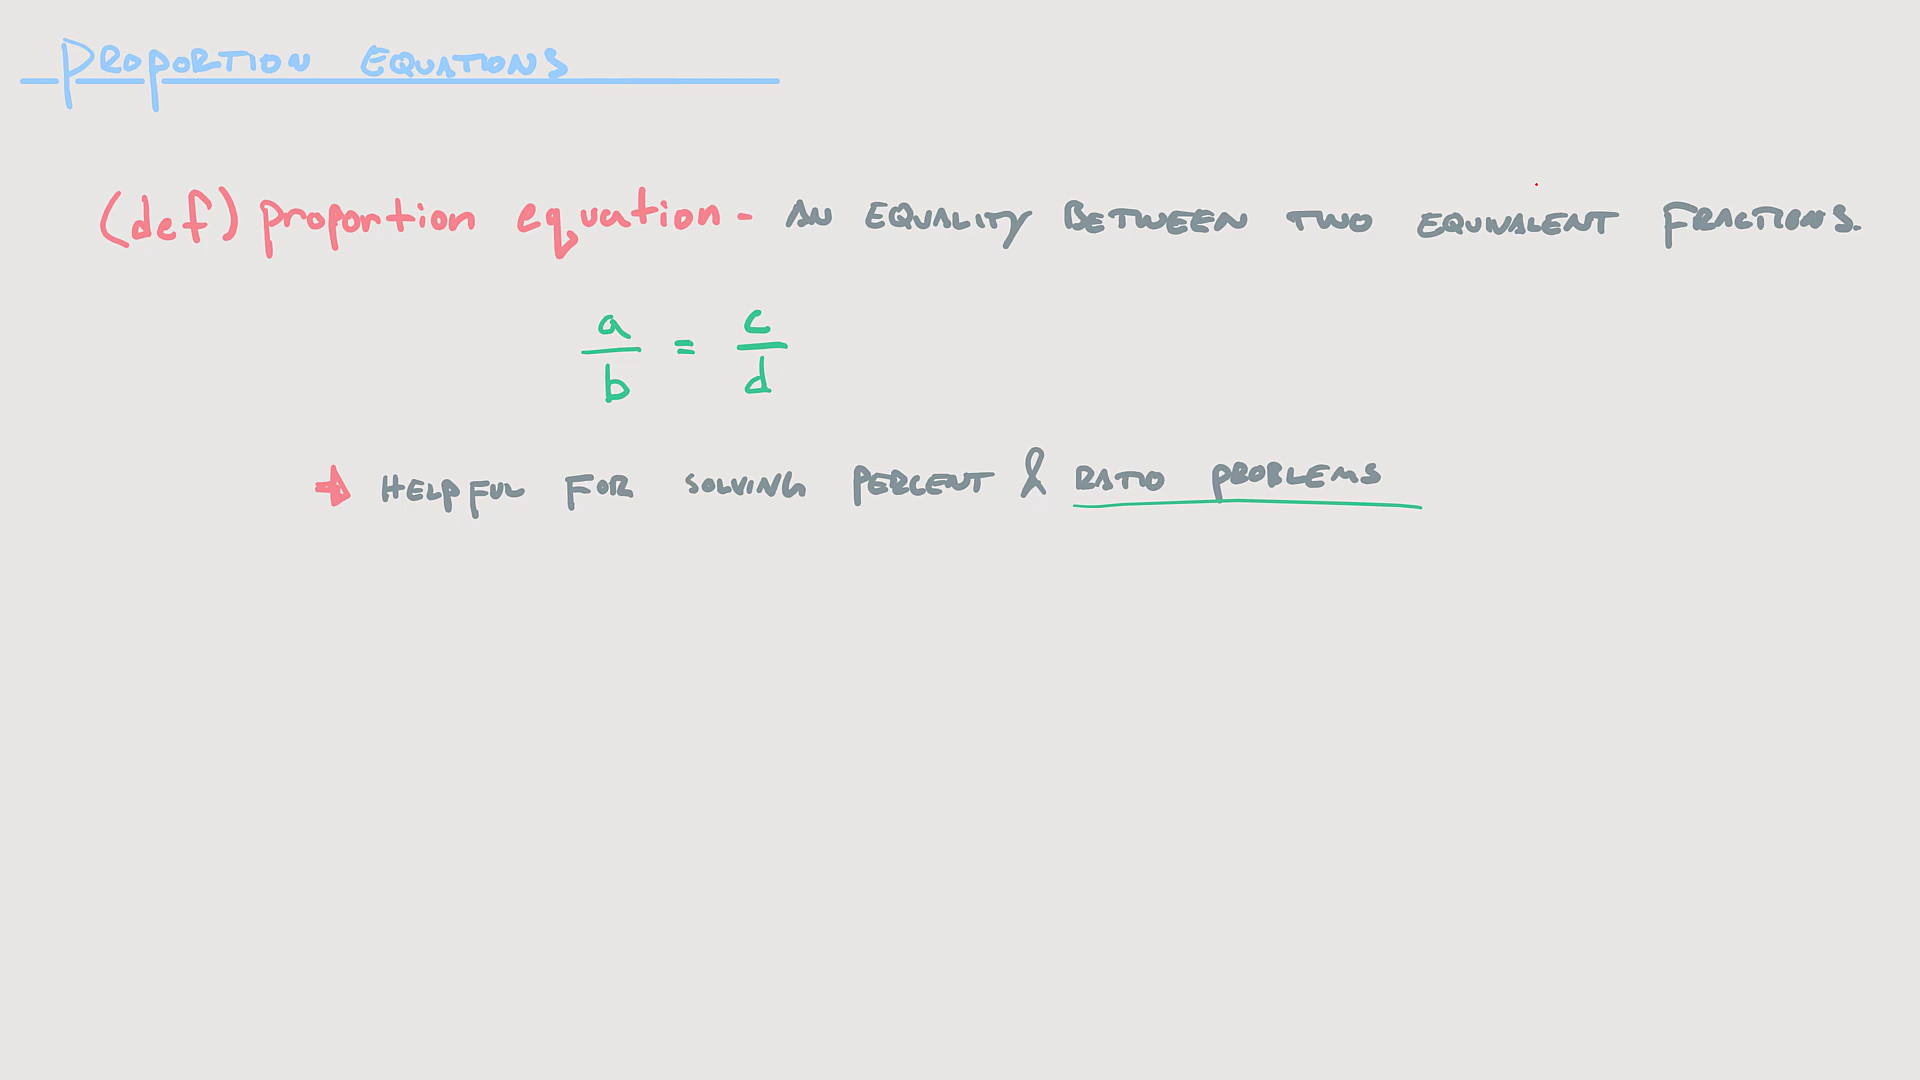 PROPORTION EQUATIONS
(def) proportion equation - AN EQUALITY BETWEEN TWO EQUIVALENT FRACTIONS.
a/b = c/d
→ HELPFUL FOR SOLVING PERCENT & RATIO PROBLEMS